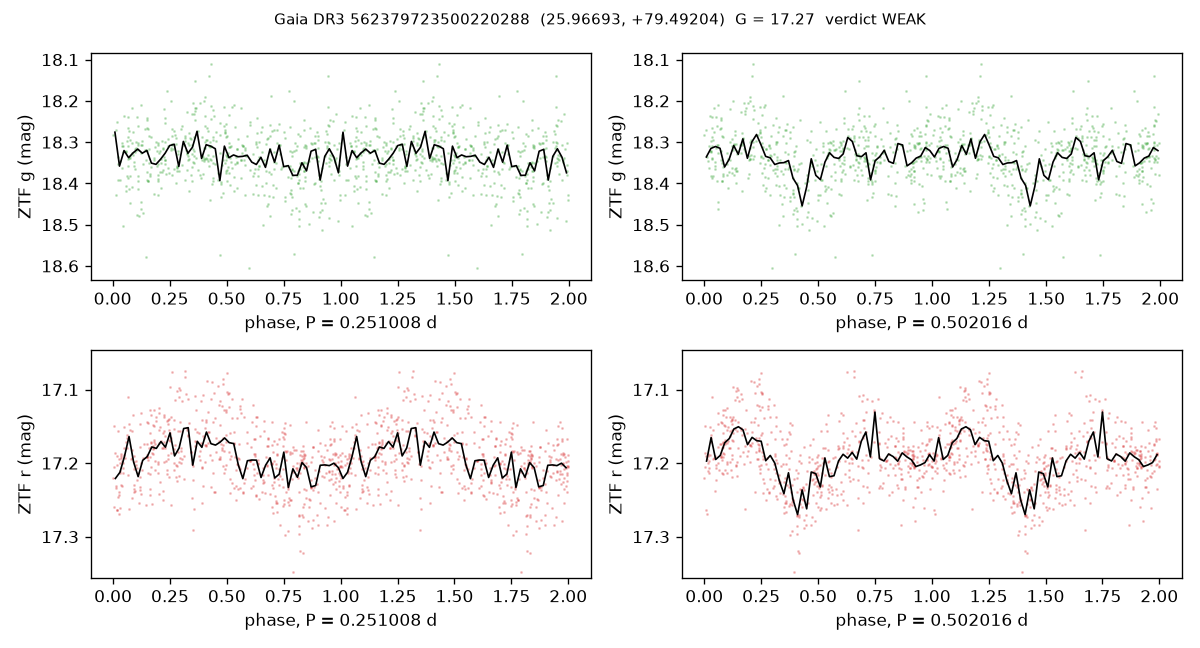 Gaia DR3 562379723500220288  (25.96693, +79.49204)  G = 17.27  verdict WEAK
ZTF g (mag)
18.1
18.2
18.3
18.4
18.5
18.6
0.00 0.25 0.50 0.75 1.00 1.25 1.50 1.75 2.00
phase, P = 0.251008 d
ZTF g (mag)
18.1
18.2
18.3
18.4
18.5
18.6
0.00 0.25 0.50 0.75 1.00 1.25 1.50 1.75 2.00
phase, P = 0.502016 d
ZTF r (mag)
17.1
17.2
17.3
0.00 0.25 0.50 0.75 1.00 1.25 1.50 1.75 2.00
phase, P = 0.251008 d
ZTF r (mag)
17.1
17.2
17.3
0.00 0.25 0.50 0.75 1.00 1.25 1.50 1.75 2.00
phase, P = 0.502016 d